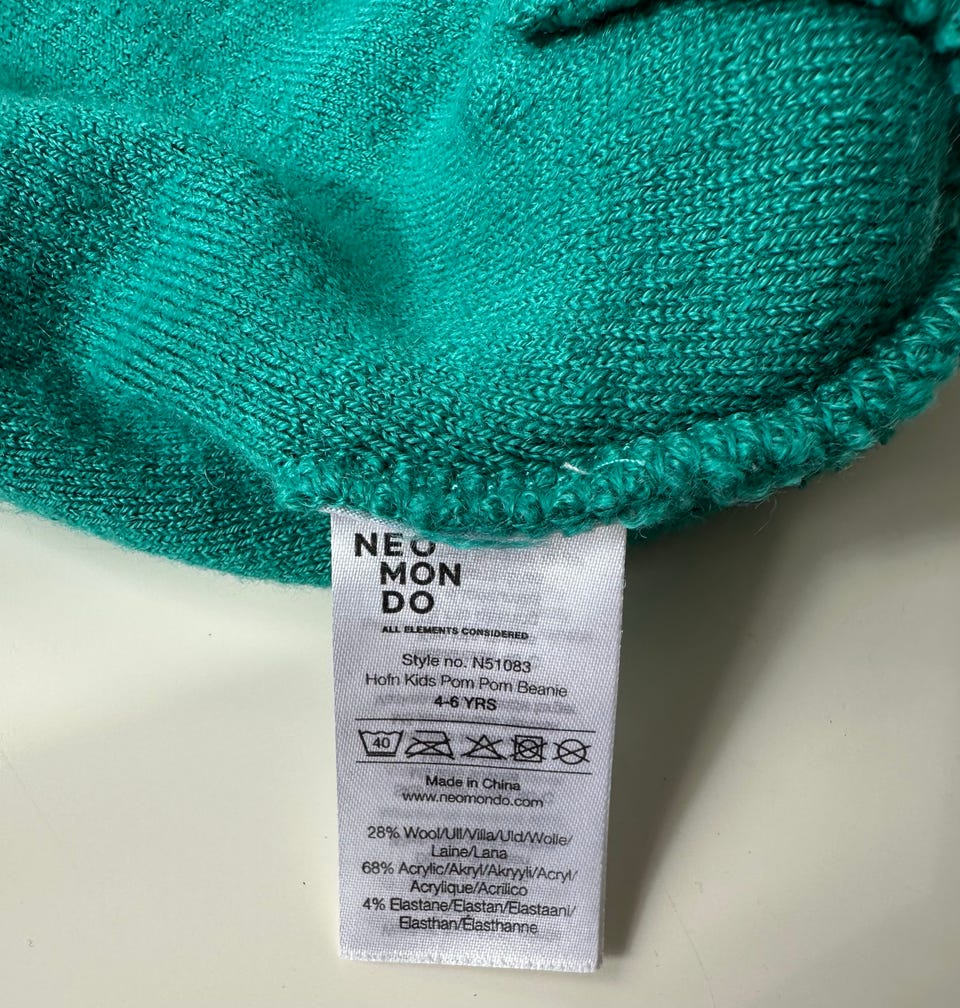 NEO
MON
DO
ALL ELEMENTS CONSIDERED
Style no. N51083
Hofn Kids Pom Pom Beanie
4-6 YRS
40
Made in China
www.neomondo.com
28% Wool/Ull/Villa/Uld/Wolle/
Laine/Lana
68% Acrylic/Akryl/Akryyli/Acryl/
Acrylique/Acrilico
4% Elastane/Elastan/Elastaani/
Elasthan/Élasthanne